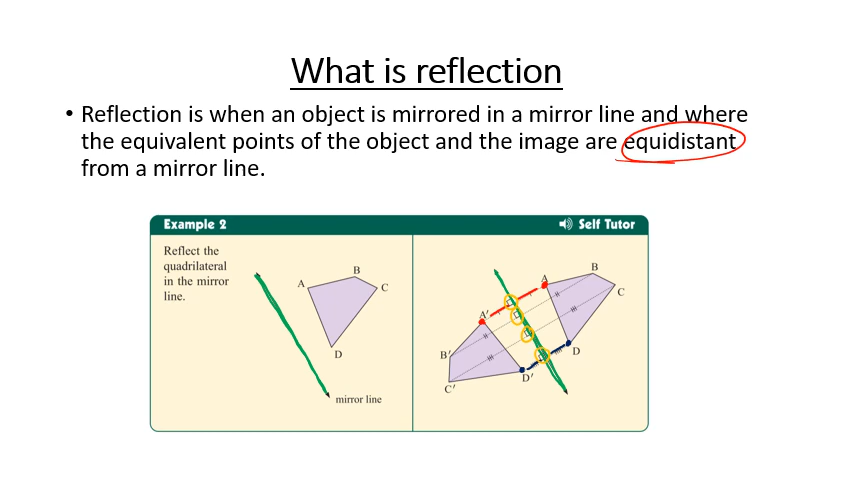 What is reflection
• Reflection is when an object is mirrored in a mirror line and where
the equivalent points of the object and the image are equidistant
from a mirror line.
Example 2
Self Tutor
Reflect the
quadrilateral
in the mirror
line.
A
B
C
D
mirror line
A
B
C
D
A'
B'
C'
D'